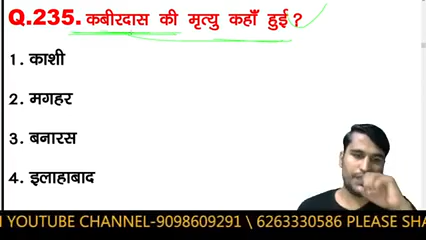 Q.235. कबीरदास की मृत्यु कहाँ हुई ?
1. काशी
2. मगहर
3. बनारस
4. इलाहाबाद
YOUTUBE CHANNEL-9098609291 \ 6263330586 PLEASE SHA